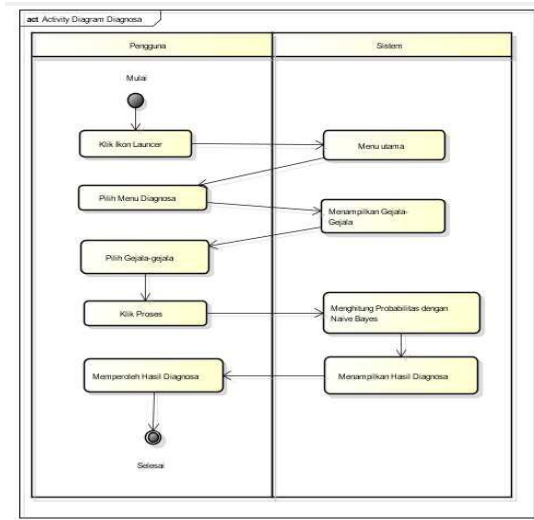 act Activity Diagram Diagnosa
Pengguna
Sistem
Mulai
Klik Ikon Launcer
Menu utama
Pilih Menu Diagnosa
Menampilkan Gejala-
Gejala
Pilih Gejala-gejala
Klik Proses
Menghitung Probabilitas dengan
Naive Bayes
Memperoleh Hasil Diagnosa
Menampilkan Hasil Diagnosa
Selesai